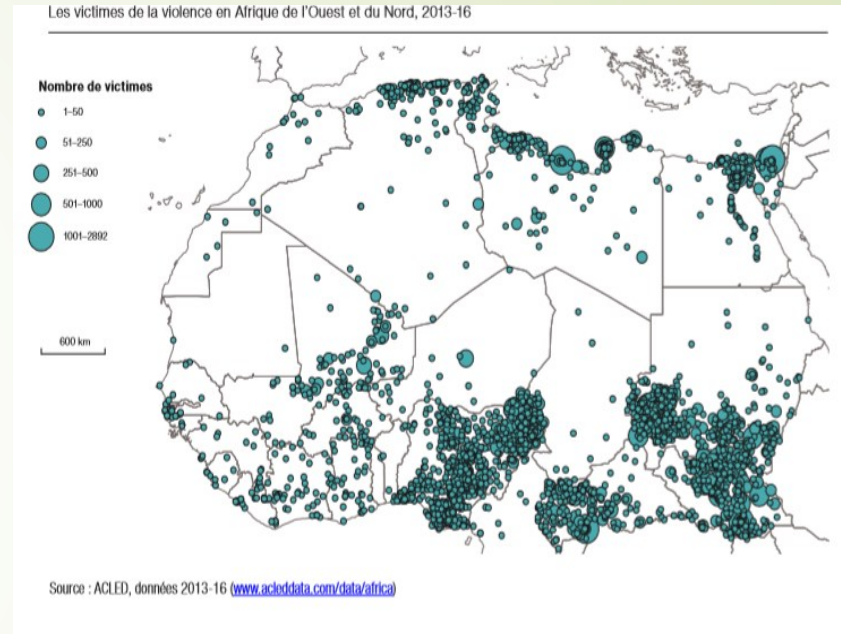 Les victimes de la violence en Afrique de l'Ouest et du Nord, 2013-16
Nombre de victimes
1–50
51–250
251–500
501–1000
1001–2892
600 km
Source : ACLED, données 2013-16 (www.acleddata.com/data/africa)